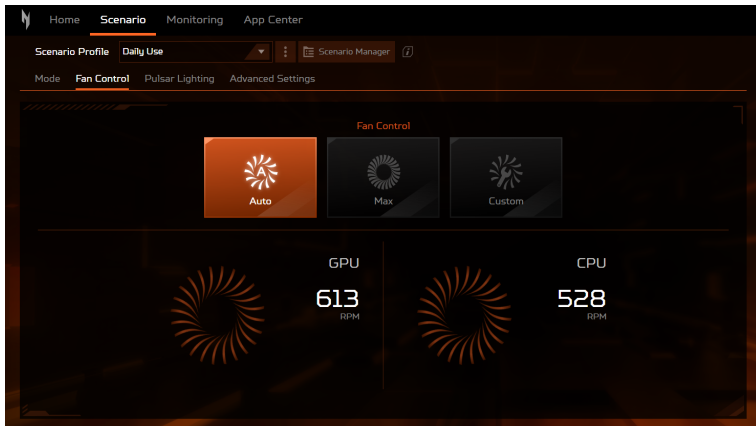 Home Scenario Monitoring App Center
Scenario Profile Daily Use Scenario Manager
Mode Fan Control Pulsar Lighting Advanced Settings
Fan Control
A
Auto Max Custom
GPU
613
RPM
CPU
528
RPM